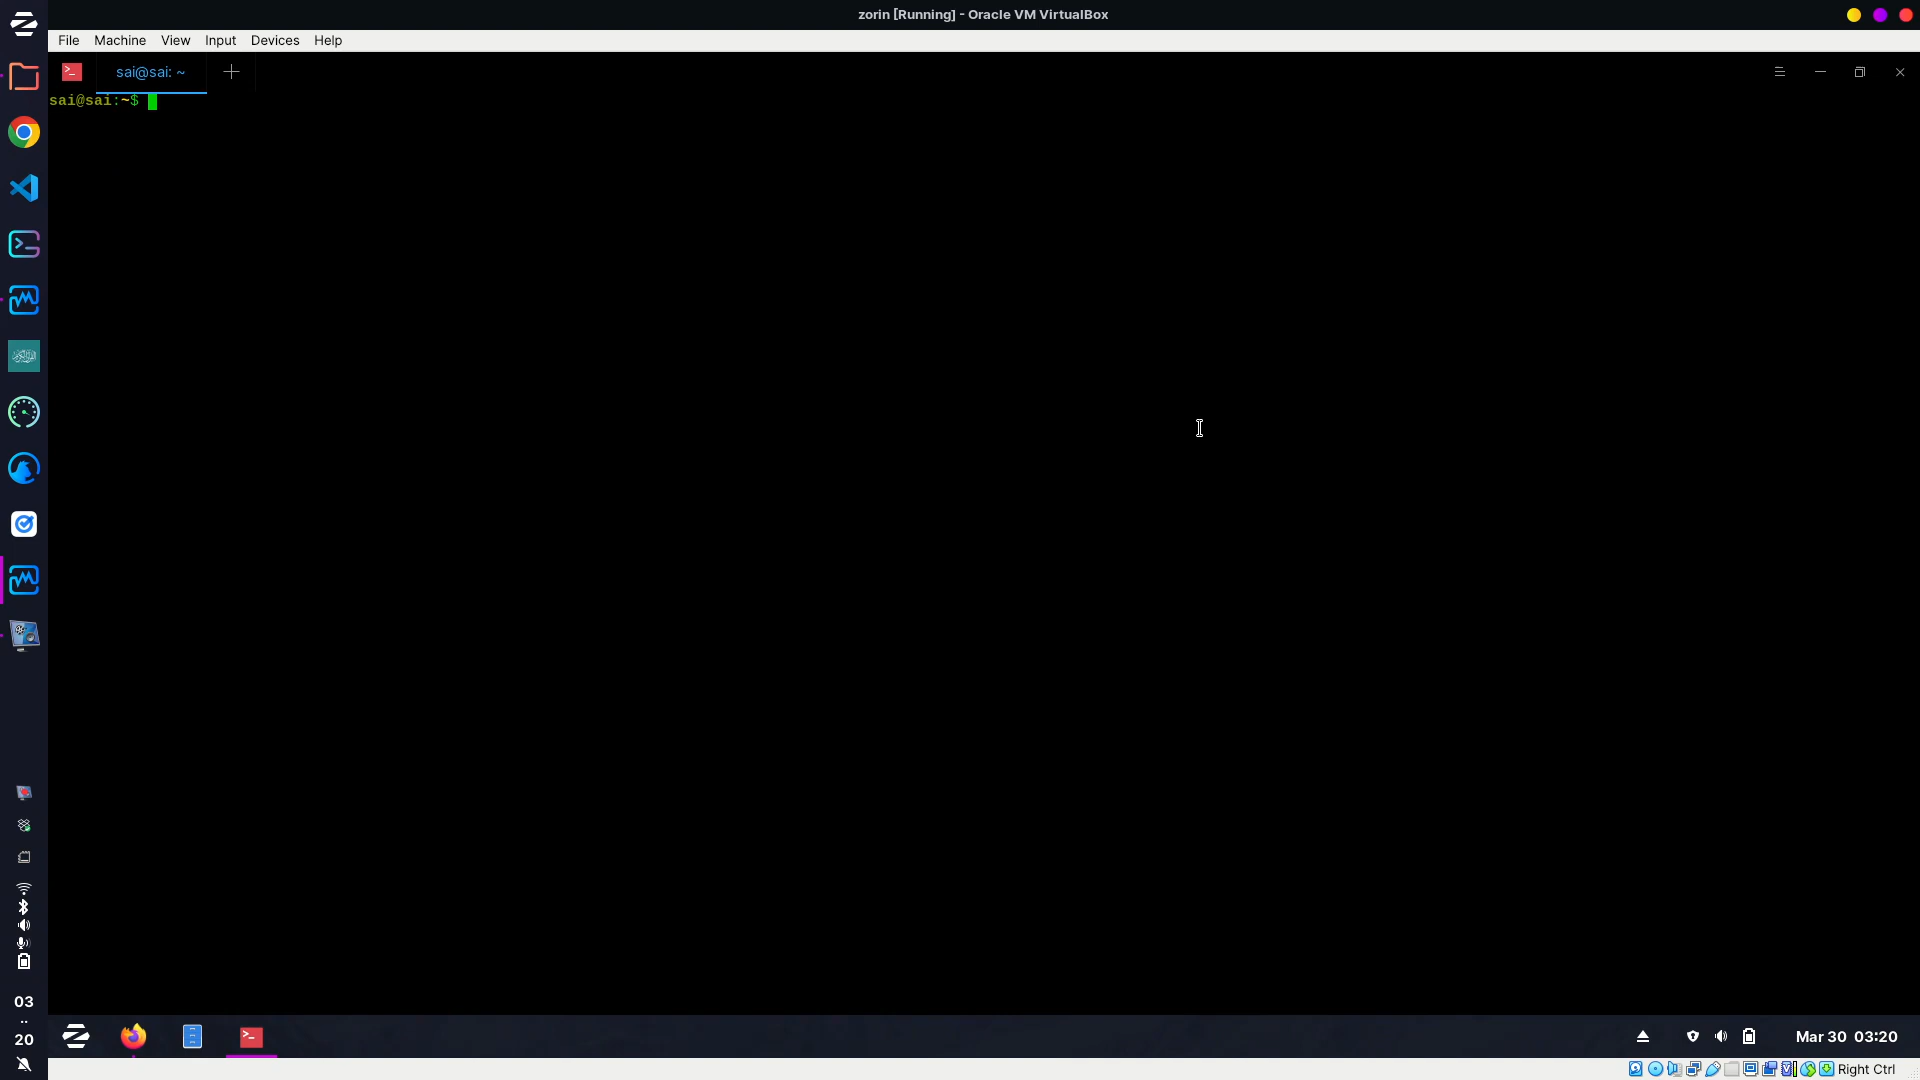 zorin [Running] - Oracle VM VirtualBox
File Machine View Input Devices Help
sai@sai: ~
sai@sai:~$
03
20
Mar 30 03:20
Right Ctrl